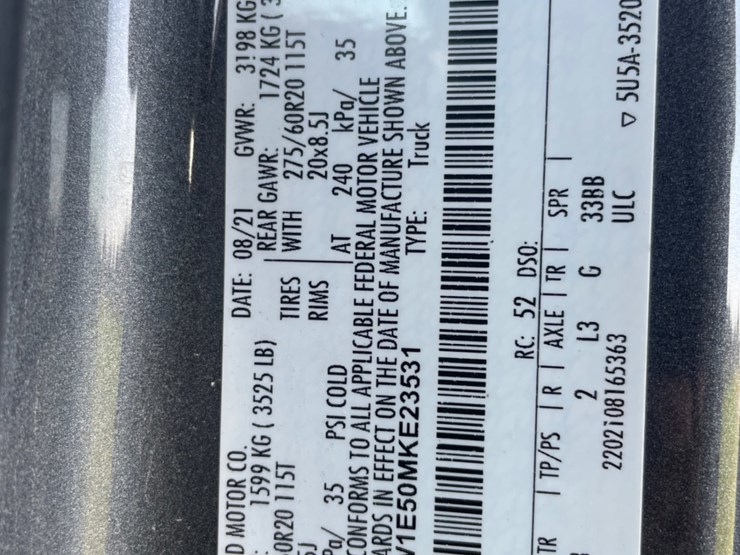 D MOTOR CO. DATE: 08/21 GVWR: 3198 KG
: 1599 KG ( 3525 LB) REAR GAWR: 1724 KG (3
0R20 115T TIRES WITH 275/60R20 115T
5J RIMS 20x8.5J
Pa/ 35 PSI COLD AT 240 kPa/ 35
CONFORMS TO ALL APPLICABLE FEDERAL MOTOR VEHICLE
ARDS IN EFFECT ON THE DATE OF MANUFACTURE SHOWN ABOVE.
V1E50MKE23531 TYPE: Truck
RC: 52 DSO:
TR TP/PS R AXLE TR SPR
2 L3 G 33BB
2202108165363 ULC
▽ 5U5A-3520